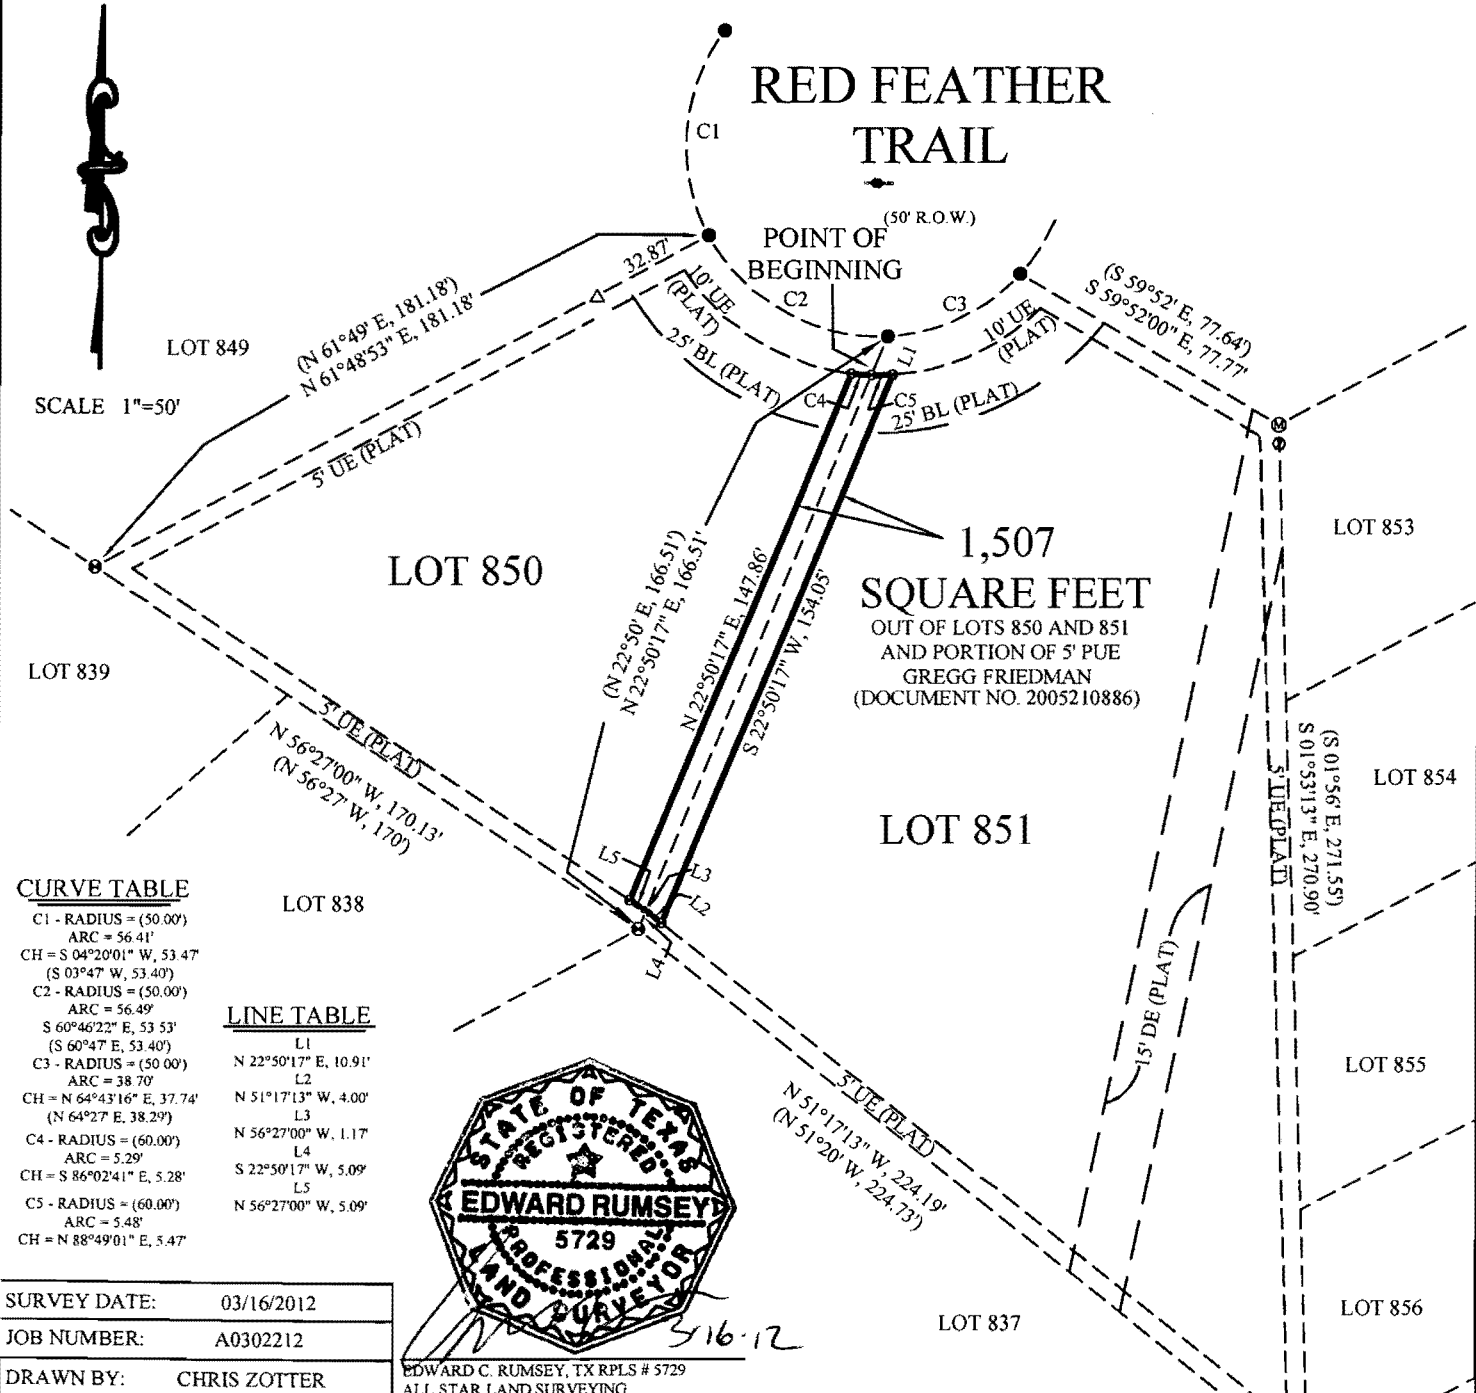 RED FEATHER
TRAIL
(50' R.O.W.)
C1
POINT OF
BEGINNING
32.87'
10' UE
(PLAT)
C2
C3
10' UE
(PLAT)
(S 59°52' E, 77.64')
S 59°52'00" E, 77.77'
(N 61°49' E, 181.18')
N 61°48'53" E, 181.18'
LOT 849
SCALE 1"=50'
25' BL (PLAT)
L1
C4
C5
25' BL (PLAT)
5' UE (PLAT)
LOT 850
1,507
SQUARE FEET
OUT OF LOTS 850 AND 851
AND PORTION OF 5' PUE
GREGG FRIEDMAN
(DOCUMENT NO. 2005210886)
LOT 853
(N 22°50' E, 166.51')
N 22°50'17" E, 166.51'
N 22°50'17" E, 147.86'
S 22°50'17" W, 154.05'
LOT 839
5' UE (PLAT)
N 56°27'00" W, 170.13'
(N 56°27' W, 170')
(S 01°56' E, 271.55')
S 01°53'13" E, 270.90'
5' UE (PLAT)
LOT 854
LOT 851
L5
L3
L2
L4
LOT 838
15' DE (PLAT)
LOT 855
5' UE (PLAT)
N 51°17'13" W, 224.19'
(N 51°20' W, 224.73')
LOT 837
LOT 856
CURVE TABLE
C1 - RADIUS = (50.00')
ARC = 56.41'
CH = S 04°20'01" W, 53.47'
(S 03°47' W, 53.40')
C2 - RADIUS = (50.00')
ARC = 56.49'
S 60°46'22" E, 53 53'
(S 60°47' E, 53.40')
C3 - RADIUS = (50 00')
ARC = 38.70'
CH = N 64°43'16" E, 37.74'
(N 64°27' E, 38.29')
C4 - RADIUS = (60.00')
ARC = 5.29'
CH = S 86°02'41" E, 5.28'
C5 - RADIUS = (60.00')
ARC = 5.48'
CH = N 88°49'01" E, 5.47'
LINE TABLE
L1
N 22°50'17" E, 10.91'
L2
N 51°17'13" W, 4.00'
L3
N 56°27'00" W, 1.17'
L4
S 22°50'17" W, 5.09'
L5
N 56°27'00" W, 5.09'
STATE OF TEXAS
REGISTERED
EDWARD RUMSEY
5729
PROFESSIONAL
LAND SURVEYOR
3-16-12
SURVEY DATE: 03/16/2012
JOB NUMBER: A0302212
DRAWN BY: CHRIS ZOTTER
EDWARD C. RUMSEY, TX RPLS # 5729
ALL STAR LAND SURVEYING